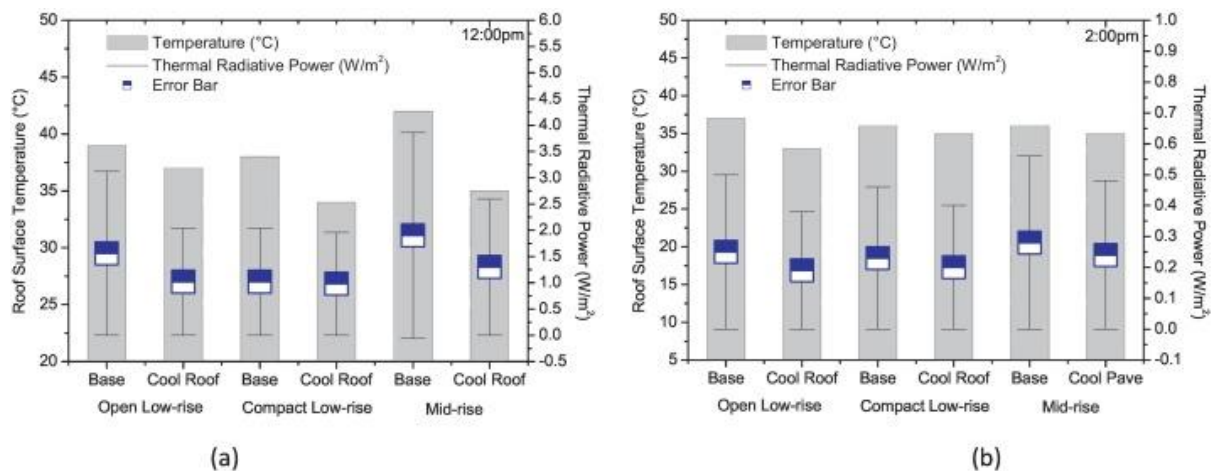 50
45
40
35
30
25
20
Roof Surface Temperature (°C)
12:00pm
Temperature (°C)
Thermal Radiative Power (W/m²)
Error Bar
6.0
5.5
5.0
4.5
4.0
3.5
3.0
2.5
2.0
1.5
1.0
0.5
0.0
-0.5
Thermal Radiative Power (W/m²)
Base Cool Roof Base Cool Roof Base Cool Roof
Open Low-rise Compact Low-rise Mid-rise
(a)
50
45
40
35
30
25
20
15
10
5
Roof Surface Temperature (°C)
2:00pm
Temperature (°C)
Thermal Radiative Power (W/m²)
Error Bar
1.0
0.9
0.8
0.7
0.6
0.5
0.4
0.3
0.2
0.1
0.0
-0.1
Thermal Radiative Power (W/m²)
Base Cool Roof Base Cool Roof Base Cool Pave
Open Low-rise Compact Low-rise Mid-rise
(b)